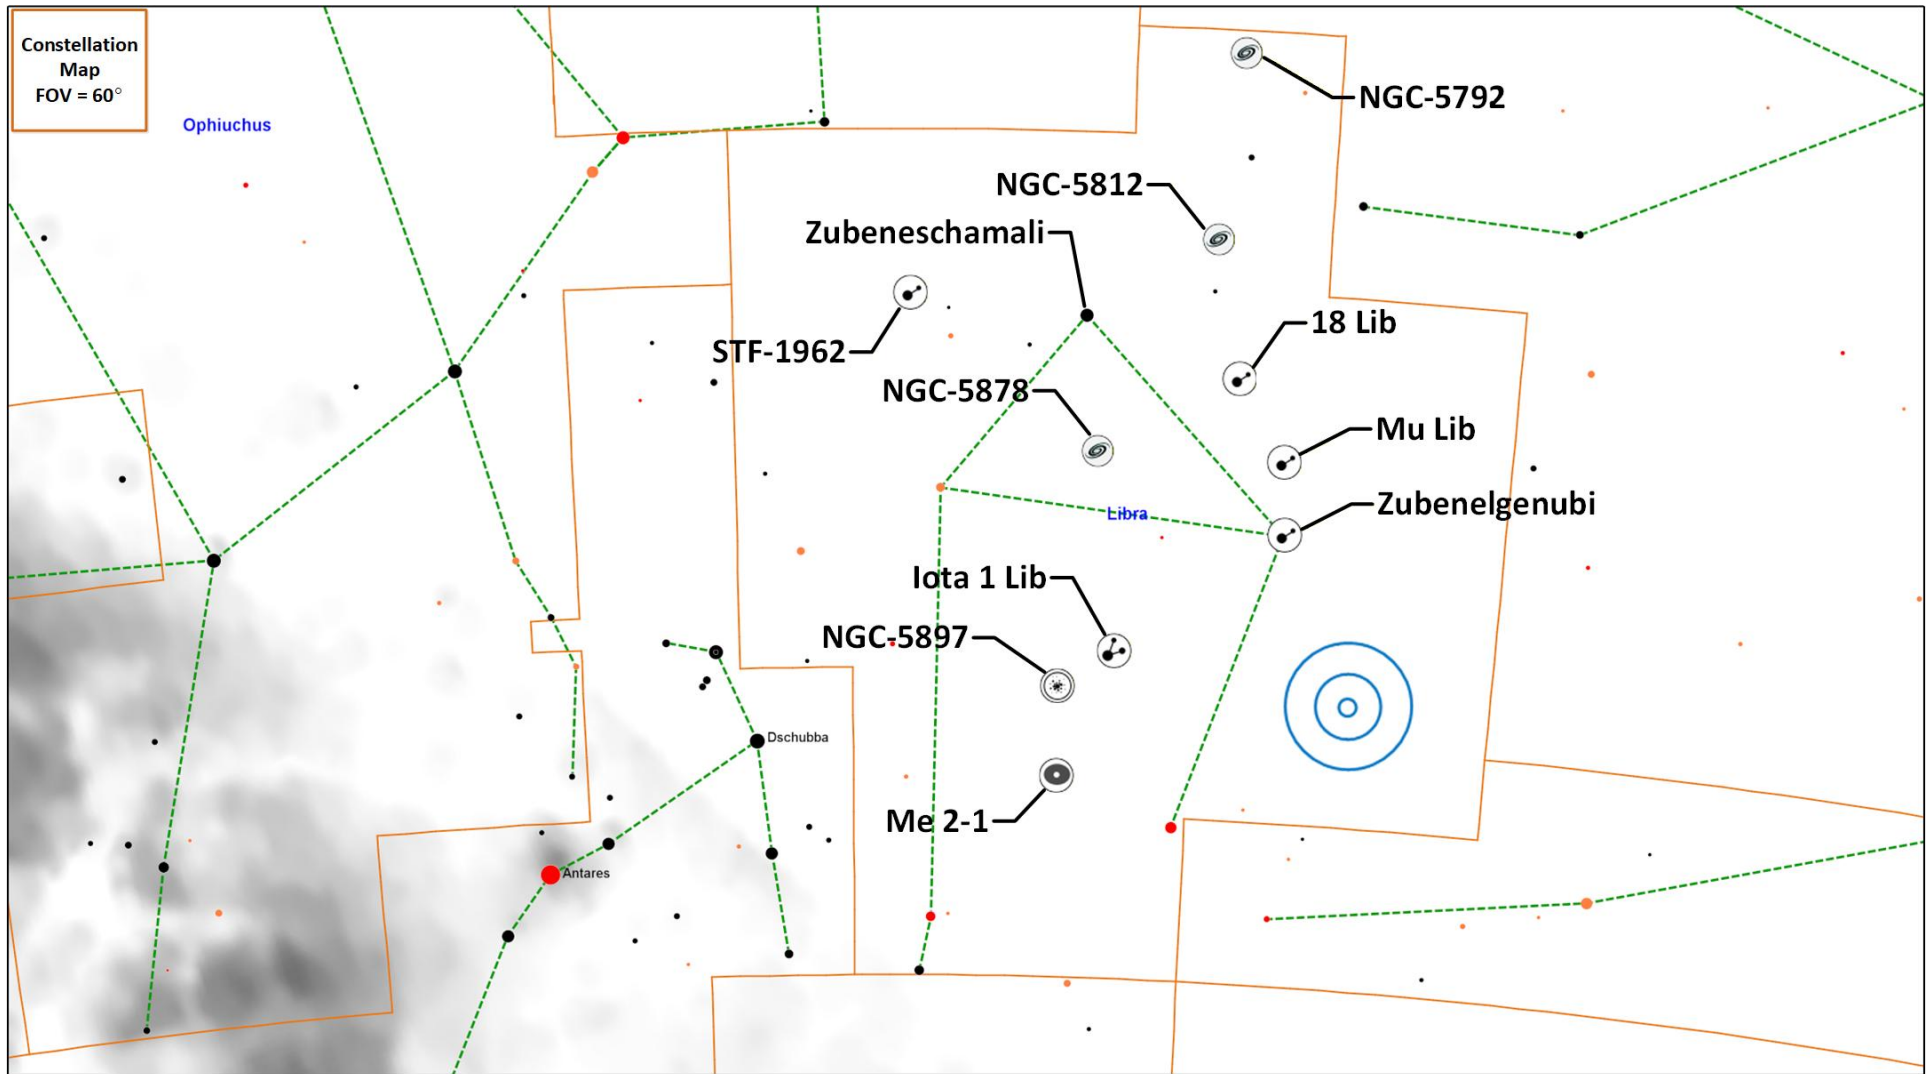 Constellation
Map
FOV = 60°
Ophiuchus
NGC-5792
NGC-5812
Zubeneschamali
18 Lib
STF-1962
NGC-5878
Mu Lib
Zubenelgenubi
Libra
Iota 1 Lib
NGC-5897
Dschubba
Me 2-1
Antares